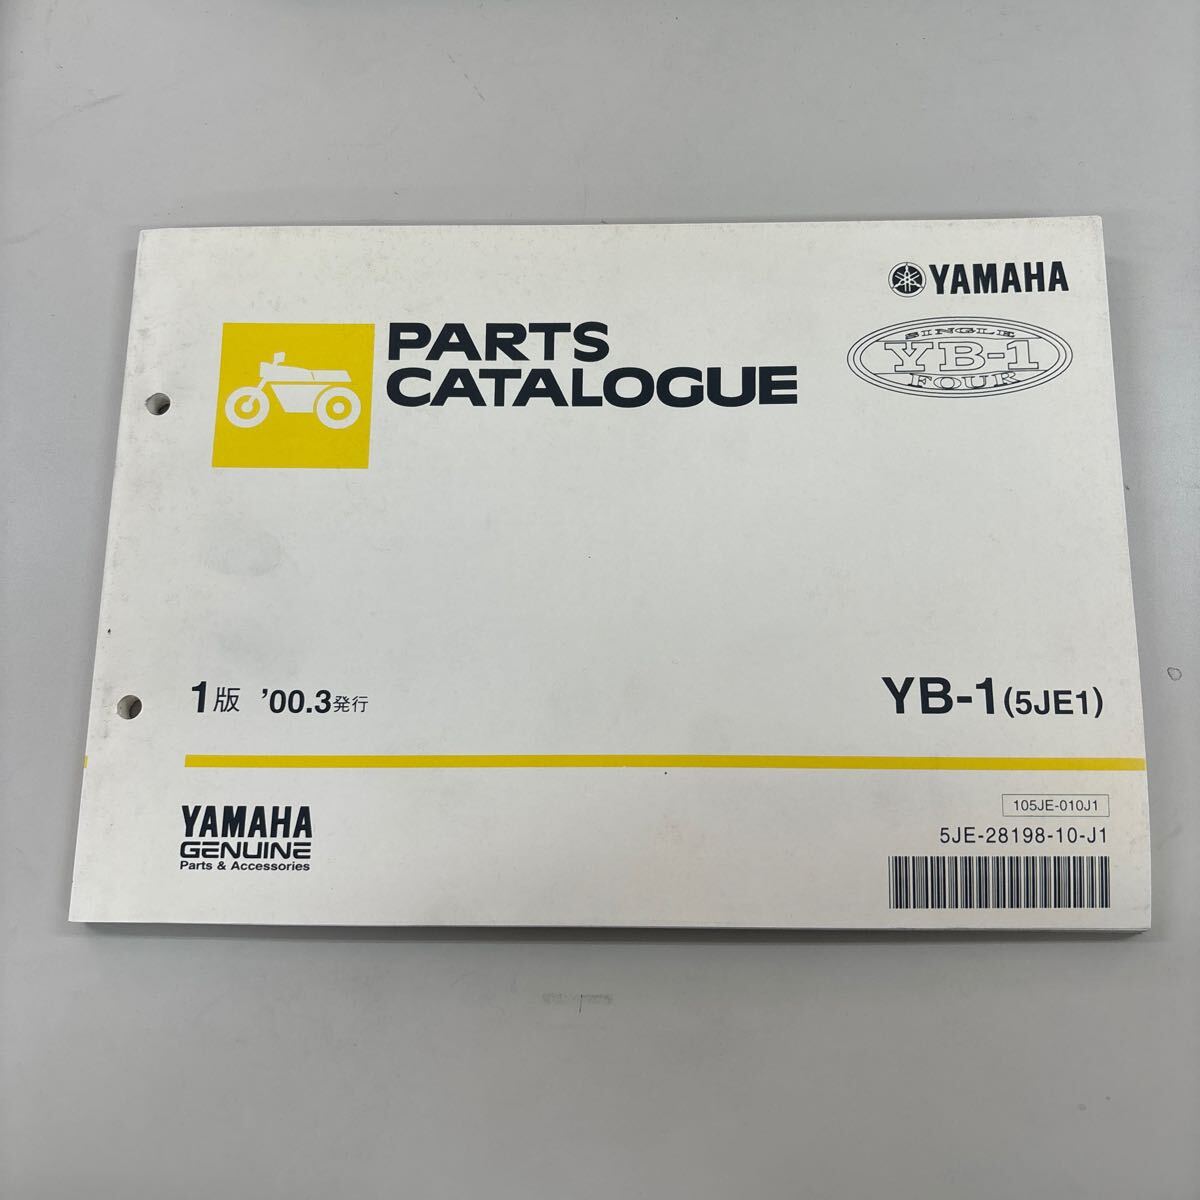 YAMAHA
SINGLE
YB-1
FOUR
PARTS
CATALOGUE
1版 '00.3発行
YB-1(5JE1)
105JE-010J1
5JE-28198-10-J1
YAMAHA
GENUINE
Parts & Accessories